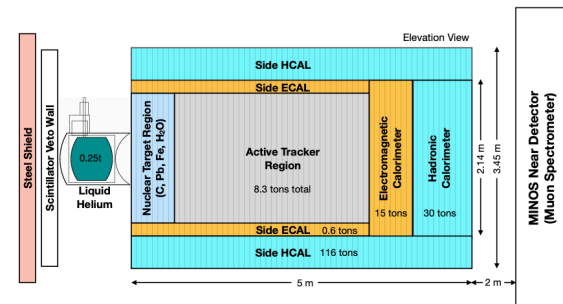 Elevation View
Steel Shield
Scintillator Veto Wall
0.25t
Liquid
Helium
Side HCAL
Side ECAL
Nuclear Target Region
(C, Pb, Fe, H₂O)
Active Tracker
Region
8.3 tons total
Electromagnetic
Calorimeter
15 tons
Hadronic
Calorimeter
30 tons
Side ECAL 0.6 tons
Side HCAL 116 tons
2.14 m
3.45 m
5 m
2 m
MINOS Near Detector
(Muon Spectrometer)